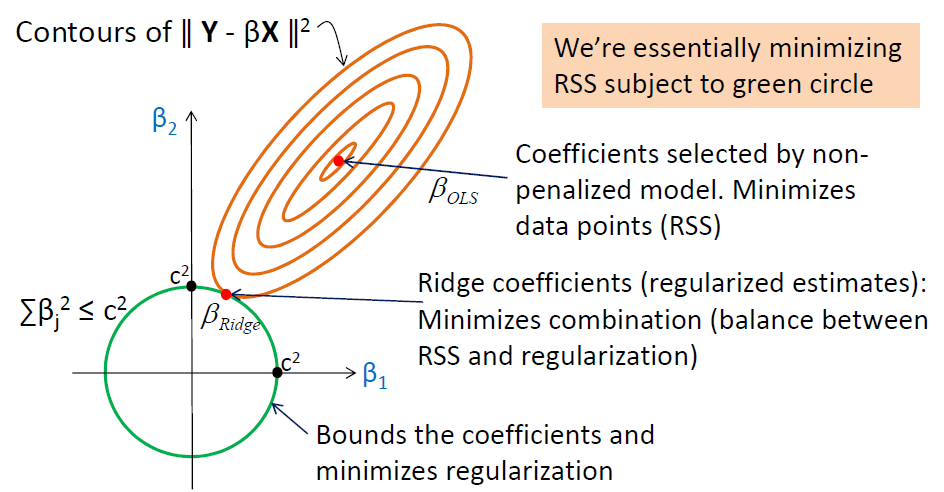 Contours of ‖ Y - βX ‖²
We’re essentially minimizing
RSS subject to green circle
β₂
Coefficients selected by non-
penalized model. Minimizes
data points (RSS)
β_OLS
c²
Ridge coefficients (regularized estimates):
Minimizes combination (balance between
RSS and regularization)
∑βⱼ² ≤ c²
β_Ridge
c²
β₁
Bounds the coefficients and
minimizes regularization